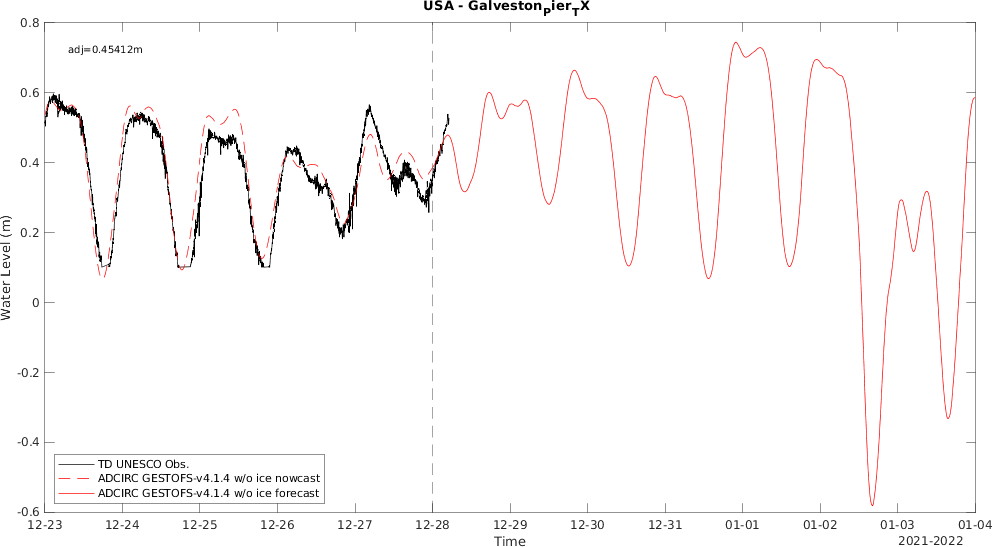 USA - Galveston_Pier_TX
adj=0.45412m
0.8
0.6
0.4
0.2
0
-0.2
-0.4
-0.6
Water Level (m)
TD UNESCO Obs.
ADCIRC GESTOFS-v4.1.4 w/o ice nowcast
ADCIRC GESTOFS-v4.1.4 w/o ice forecast
12-23 12-24 12-25 12-26 12-27 12-28 12-29 12-30 12-31 01-01 01-02 01-03 01-04
Time
2021-2022